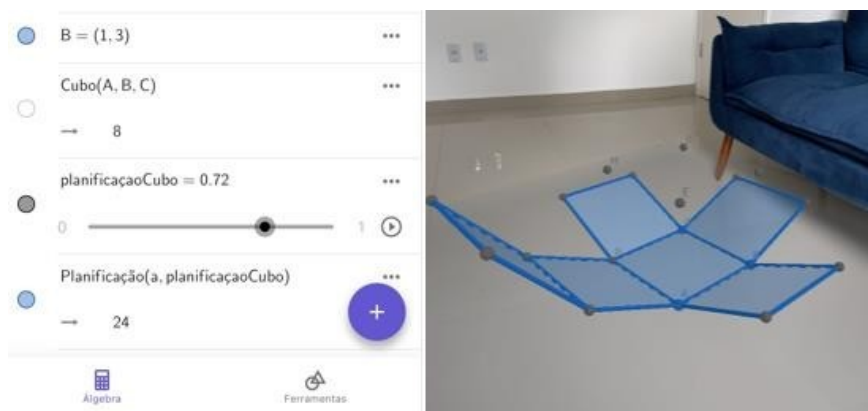 B = (1, 3)
Cubo(A, B, C)
→ 8
planificaçaoCubo = 0.72
0 1
Planificação(a, planificaçaoCubo)
→ 24
+
Álgebra
Ferramentas